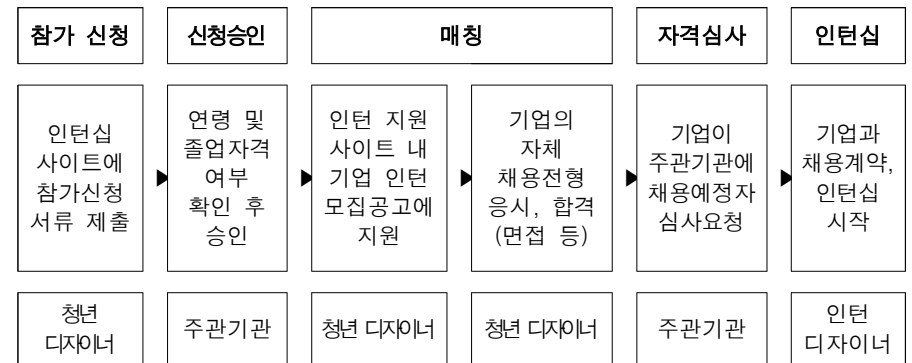 참가 신청
신청승인
매칭
자격심사
인턴십
인턴십
사이트에
참가신청
서류 제출
연령 및
졸업자격
여부
확인 후
승인
인턴 지원
사이트 내
기업 인턴
모집공고에
지원
기업의
자체
채용전형
응시, 합격
(면접 등)
기업이
주관기관에
채용예정자
심사요청
기업과
채용계약,
인턴십
시작
청년
디자이너
주관기관
청년 디자이너
청년 디자이너
주관기관
인턴
디자이너